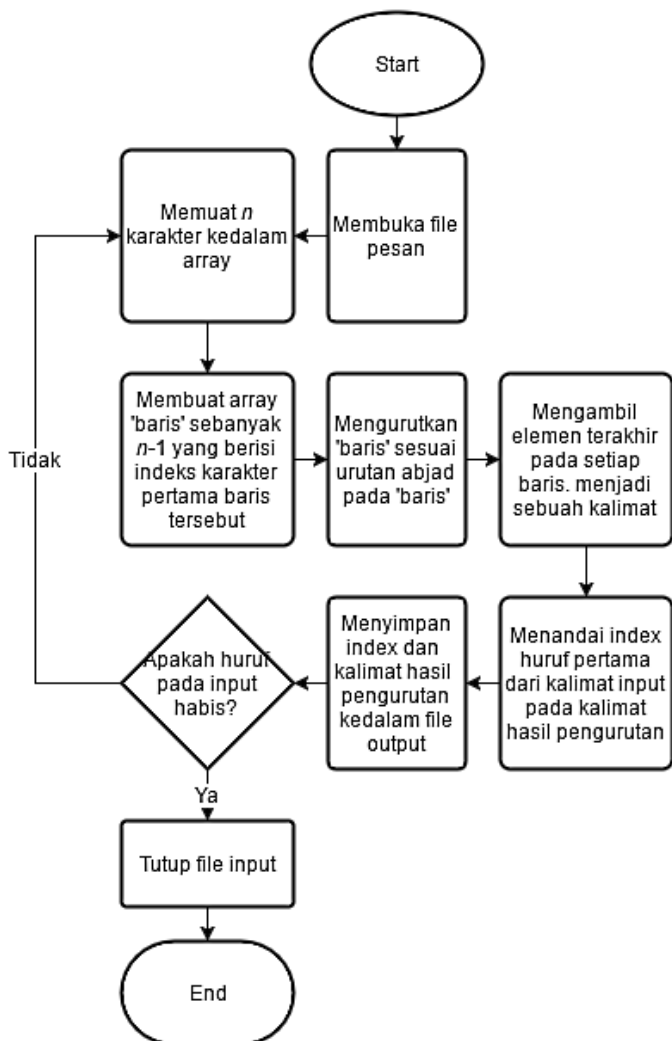 Start
Membuka file
pesan
Memuat n
karakter kedalam
array
Membuat array
'baris' sebanyak
n-1 yang berisi
indeks karakter
pertama baris
tersebut
Mengurutkan
'baris' sesuai
urutan abjad
pada 'baris'
Mengambil
elemen terakhir
pada setiap
baris. menjadi
sebuah kalimat
Menandai index
huruf pertama
dari kalimat input
pada kalimat
hasil pengurutan
Menyimpan
index dan
kalimat hasil
pengurutan
kedalam file
output
Apakah huruf
pada input
habis?
Tidak
Ya
Tutup file input
End